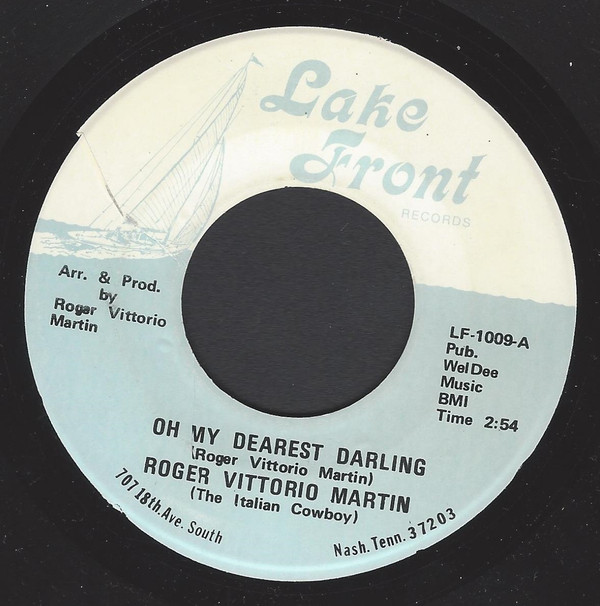 Lake
Front
RECORDS
Arr. & Prod.
by
Roger Vittorio
Martin
LF-1009-A
Pub.
WelDee
Music
BMI
Time 2:54
OH MY DEAREST DARLING
(Roger Vittorio Martin)
ROGER VITTORIO MARTIN
(The Italian Cowboy)
707 18th. Ave. South
Nash. Tenn. 37203